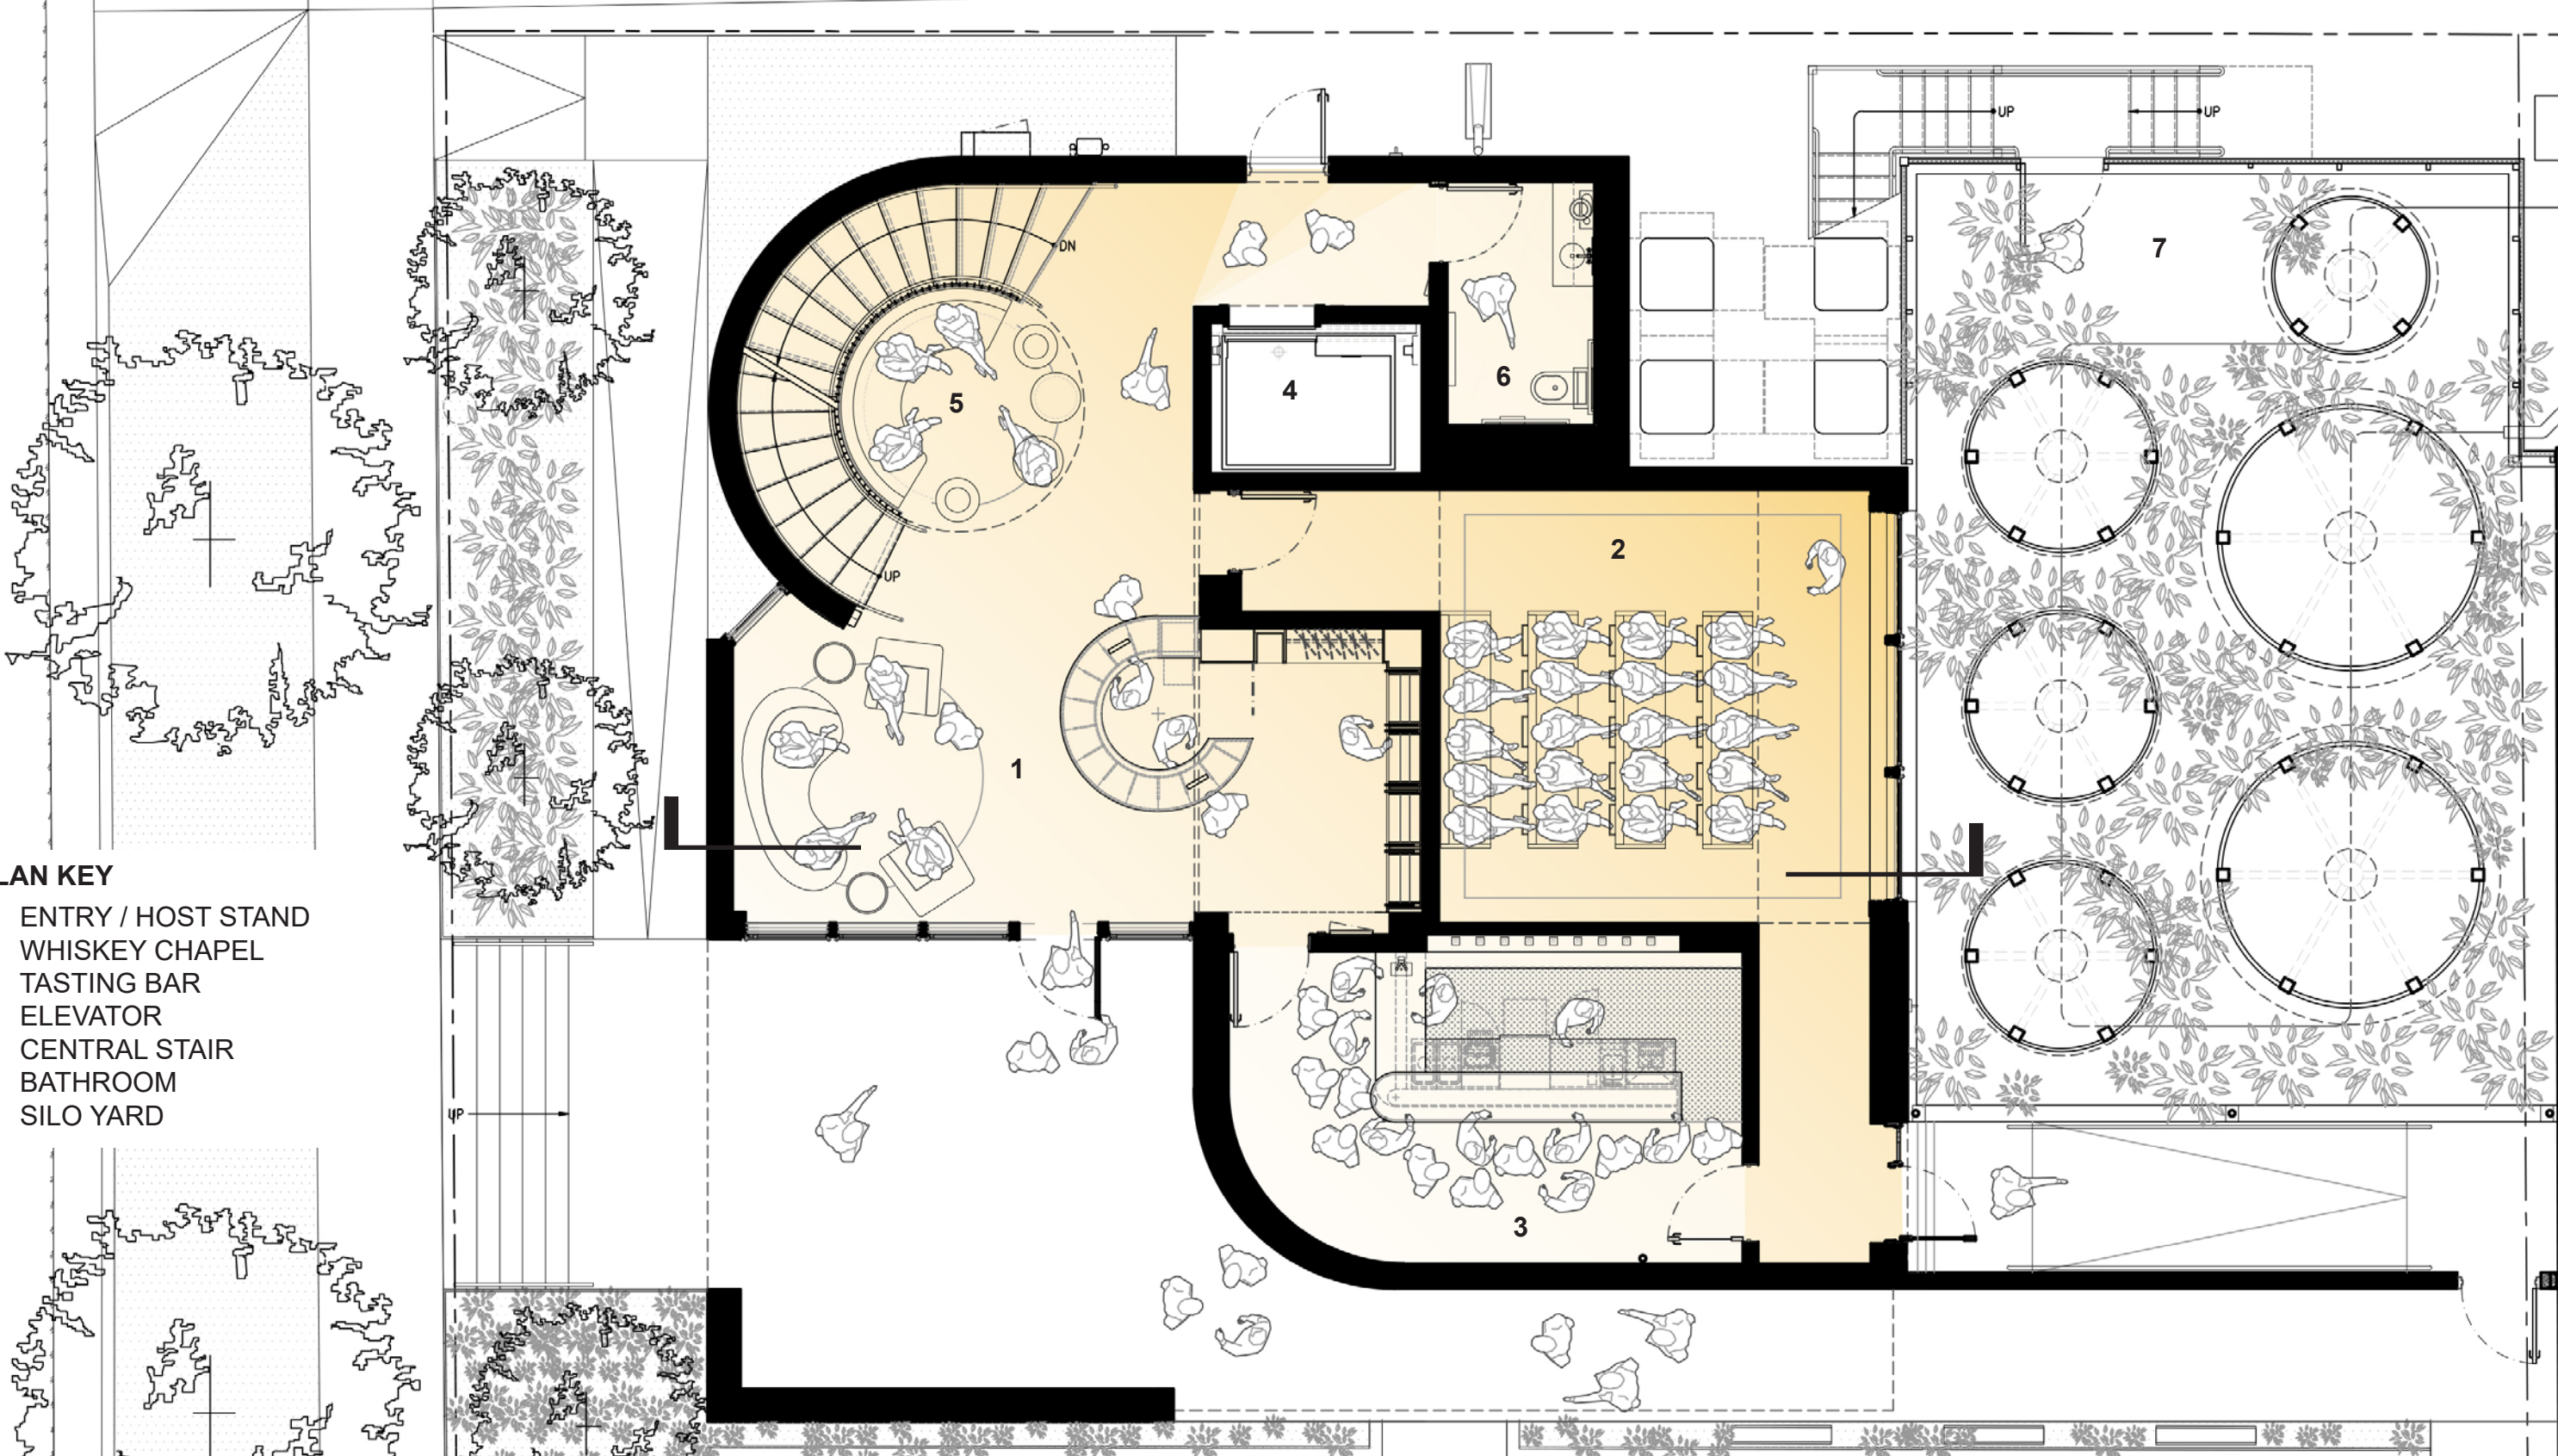 UP
UP
7
DN
4
6
5
2
UP
1
LAN KEY
ENTRY / HOST STAND
WHISKEY CHAPEL
TASTING BAR
ELEVATOR
CENTRAL STAIR
BATHROOM
SILO YARD
UP
3